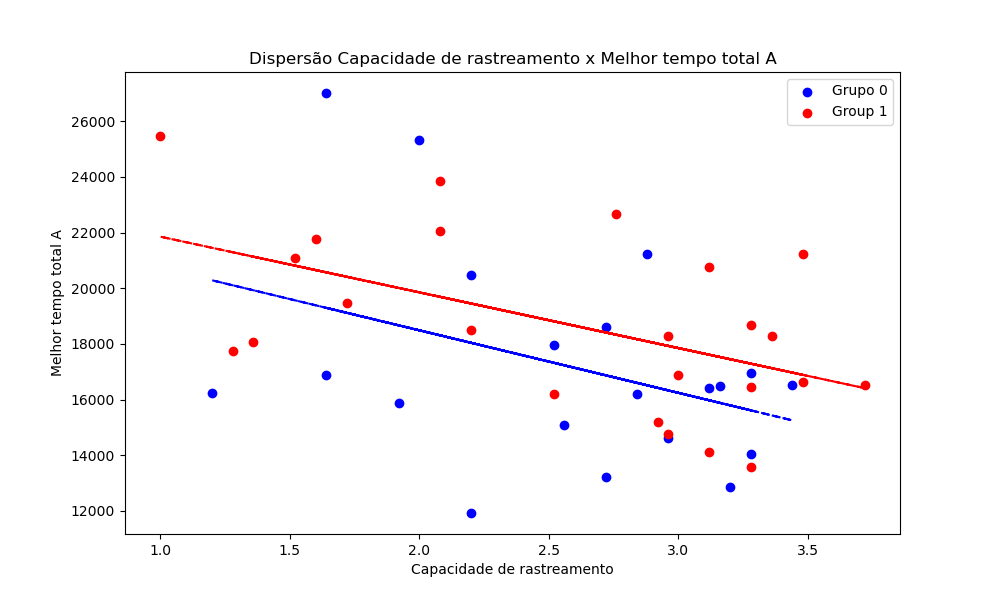 Dispersão Capacidade de rastreamento x Melhor tempo total A
Grupo 0
Group 1
Melhor tempo total A
26000
24000
22000
20000
18000
16000
14000
12000
1.0 1.5 2.0 2.5 3.0 3.5
Capacidade de rastreamento